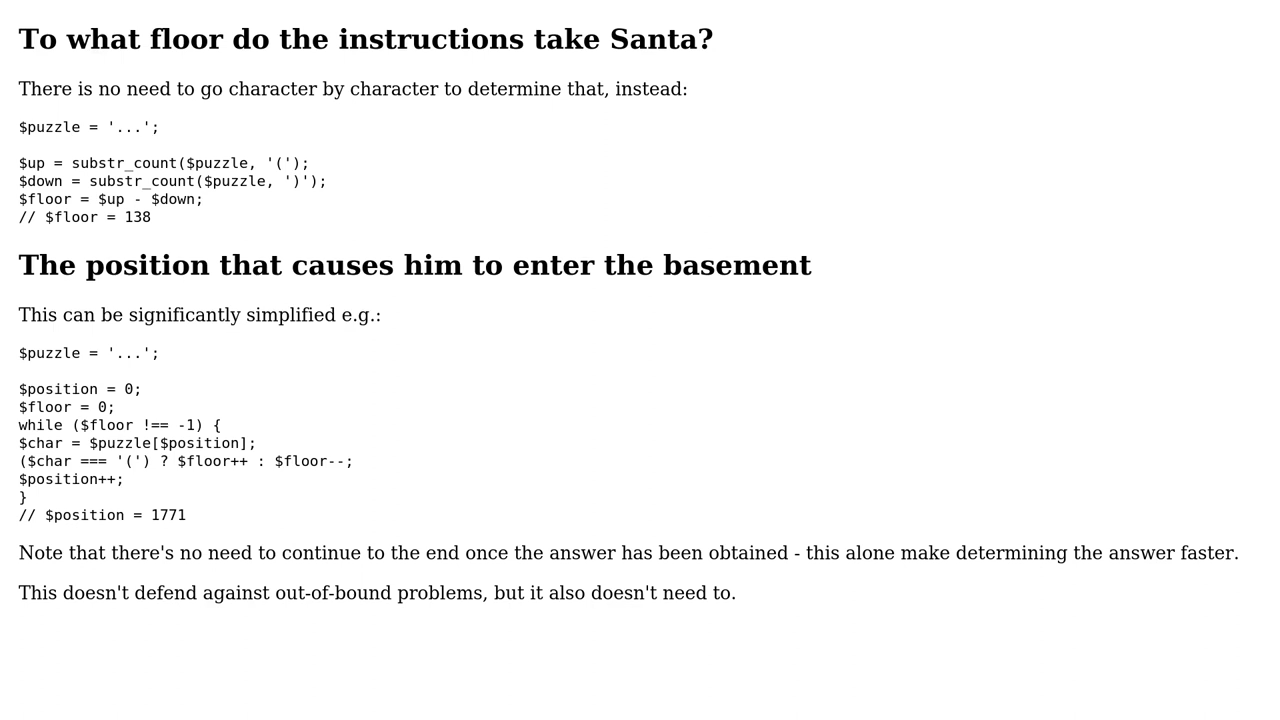 To what floor do the instructions take Santa?
There is no need to go character by character to determine that, instead:
$puzzle = '...';
$up = substr_count($puzzle, '(');
$down = substr_count($puzzle, ')');
$floor = $up - $down;
// $floor = 138
The position that causes him to enter the basement
This can be significantly simplified e.g.:
$puzzle = '...';
$position = 0;
$floor = 0;
while ($floor !== -1) {
$char = $puzzle[$position];
($char === '(') ? $floor++ : $floor--;
$position++;
}
// $position = 1771
Note that there's no need to continue to the end once the answer has been obtained - this alone make determining the answer faster.
This doesn't defend against out-of-bound problems, but it also doesn't need to.